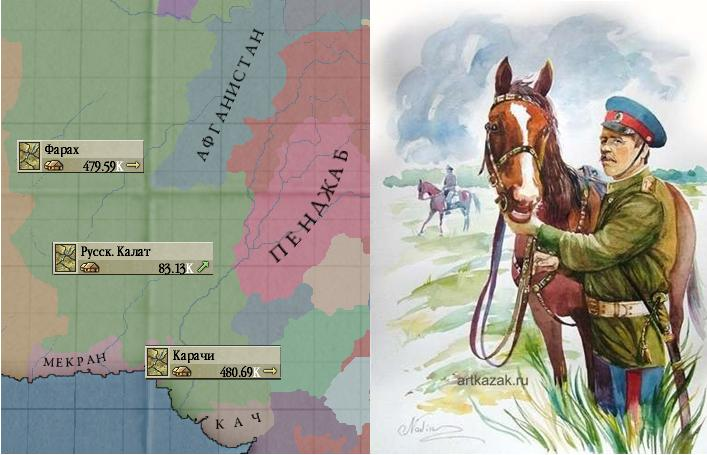 АФГАНИСТАН
Фарах
479.59K
ПЕНДЖАБ
Русск. Калат
83.13K
МЕКРАН
Карачи
480.69K
КАЧ
artkazak.ru